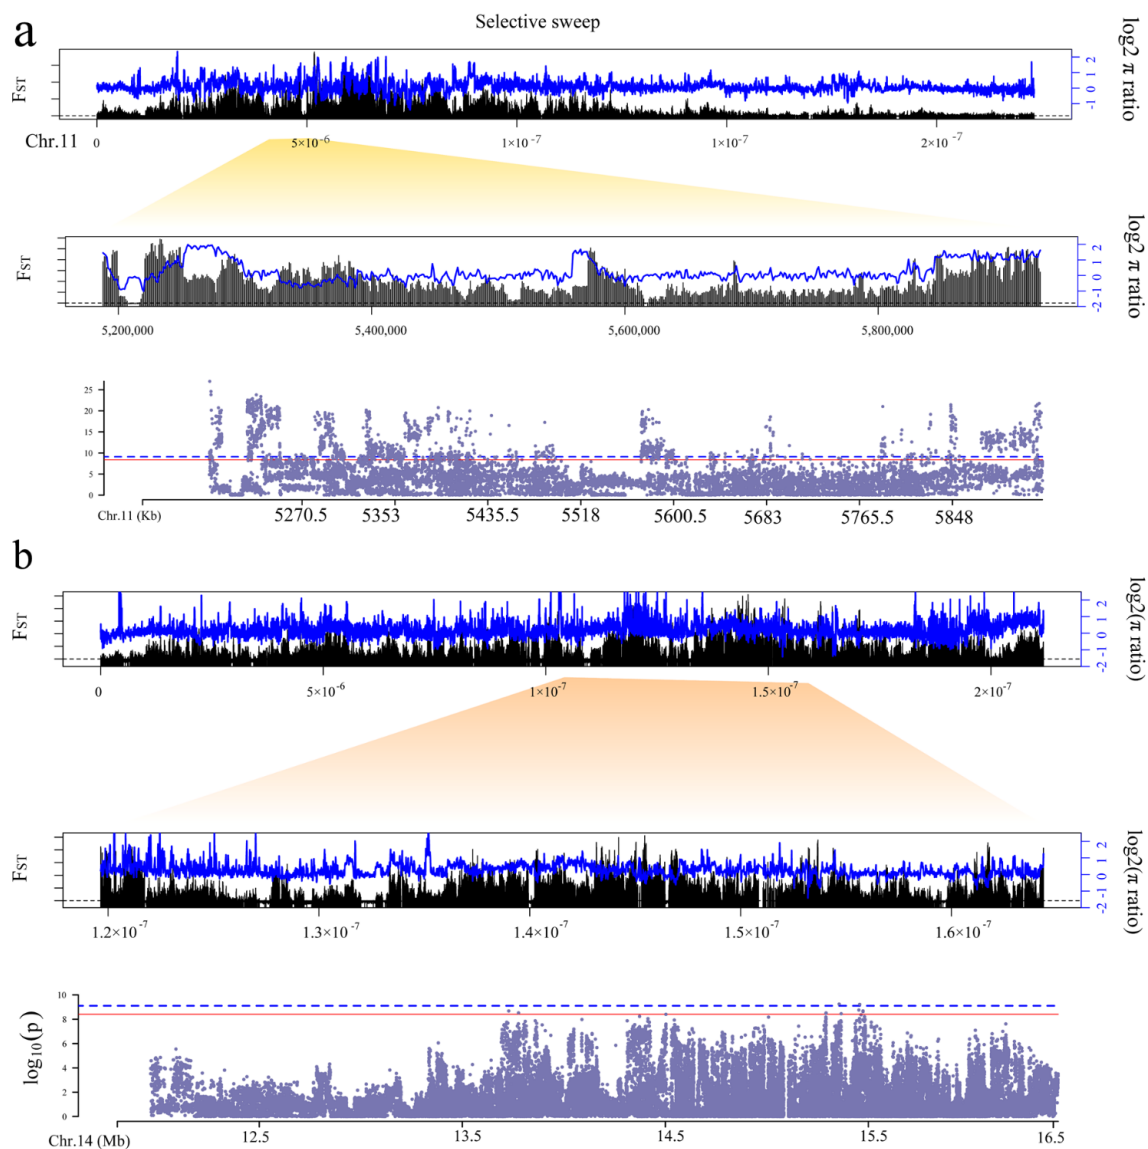 a
Selective sweep
FST
log2 π ratio
2
1
0
-1
Chr.11
0 5×10-6 1×10-7 1×10-7 2×10-7
FST
log2 π ratio
2
1
0
-1
-2
5,200,000 5,400,000 5,600,000 5,800,000
25
20
15
10
5
0
Chr.11 (Kb) 5270.5 5353 5435.5 5518 5600.5 5683 5765.5 5848
b
FST
log2(π ratio)
2
1
0
-1
-2
0 5×10-6 1×10-7 1.5×10-7 2×10-7
FST
log2(π ratio)
2
1
0
-1
-2
1.2×10-7 1.3×10-7 1.4×10-7 1.5×10-7 1.6×10-7
log10(p)
10
8
6
4
2
0
Chr.14 (Mb) 12.5 13.5 14.5 15.5 16.5